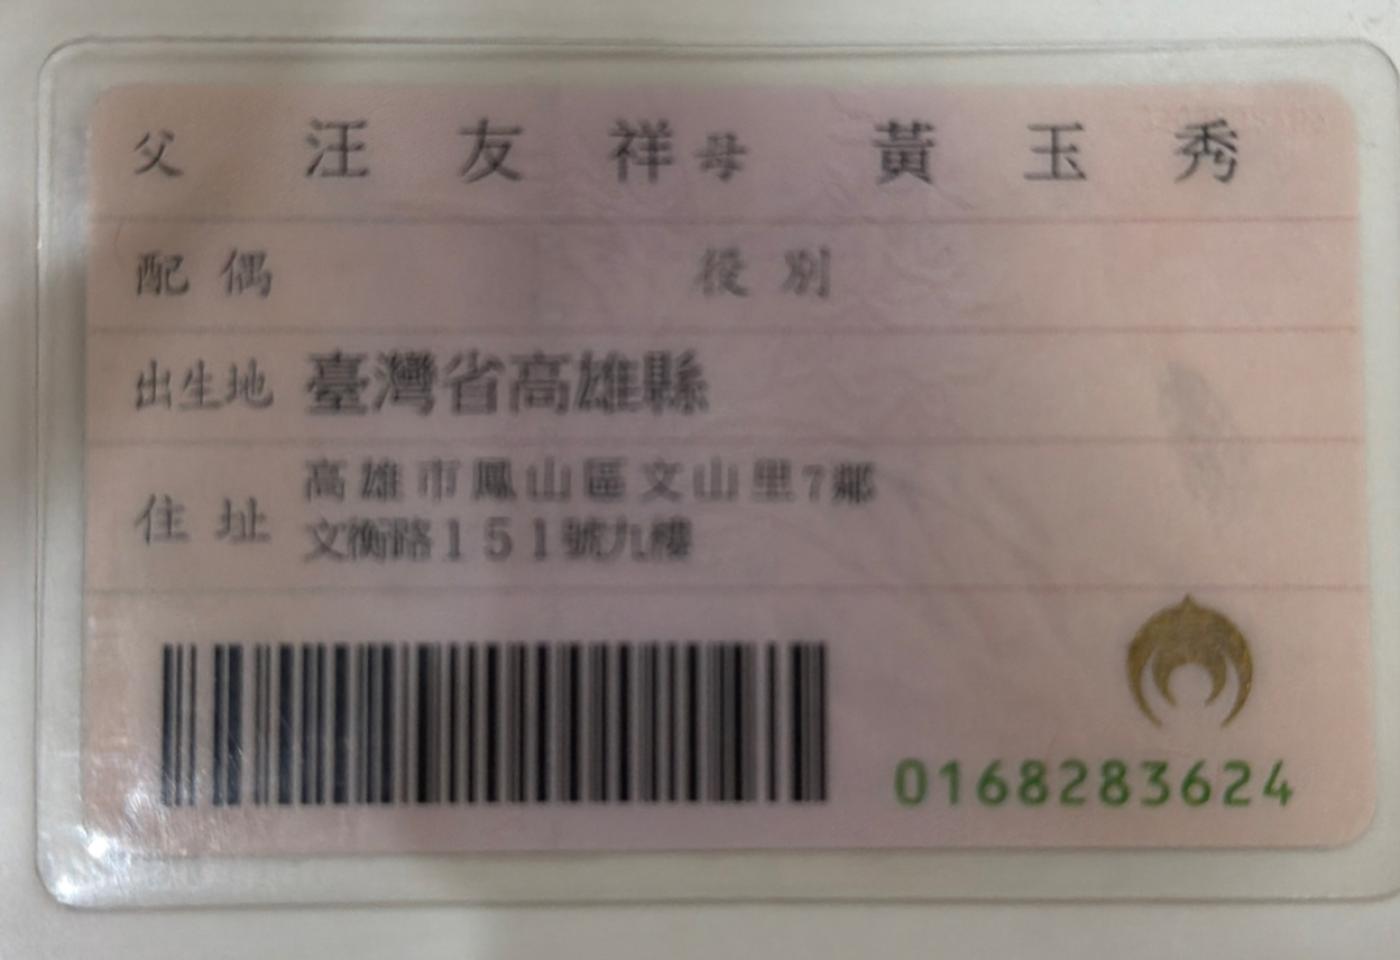 父 汪友祥 母 黃玉秀
配偶 役別
出生地 臺灣省高雄縣
住址 高雄市鳳山區文山里7鄰
文衡路151號九樓
0168283624